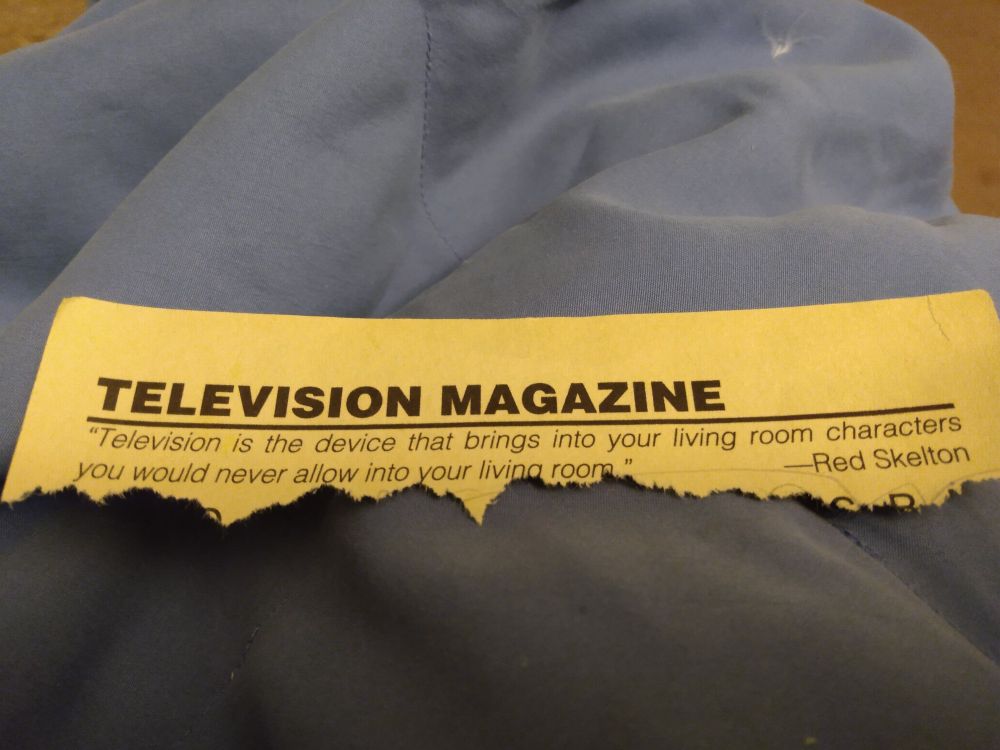 TELEVISION MAGAZINE
"Television is the device that brings into your living room characters
you would never allow into your living room."
—Red Skelton